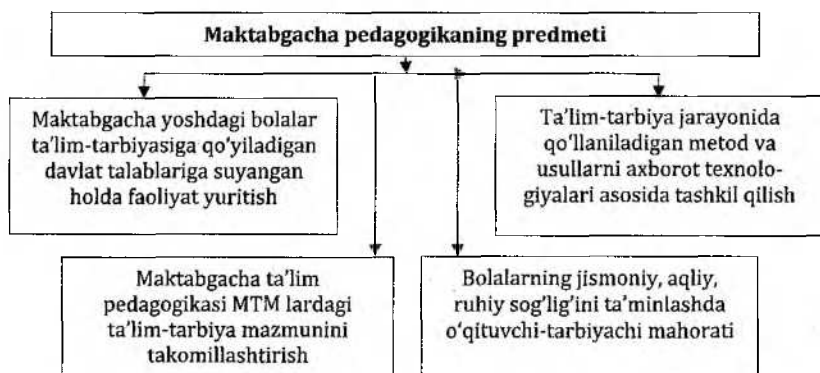 Maktabgacha pedagogikaning predmeti
Maktabgacha yoshdagi bolalar
ta'lim-tarbiyasiga qo'yiladigan
davlat talablariga suyangan
holda faoliyat yuritish
Ta'lim-tarbiya jarayonida
qo'llaniladigan metod va
usullarni axborot texnolo-
giyalari asosida tashkil qilish
Maktabgacha ta'lim
pedagogikasi MTM lardagi
ta'lim-tarbiya mazmunini
takomillashtirish
Bolalarning jismoniy, aqliy,
ruhiy sog'lig'ini ta'minlashda
o'qituvchi-tarbiyachi mahorati